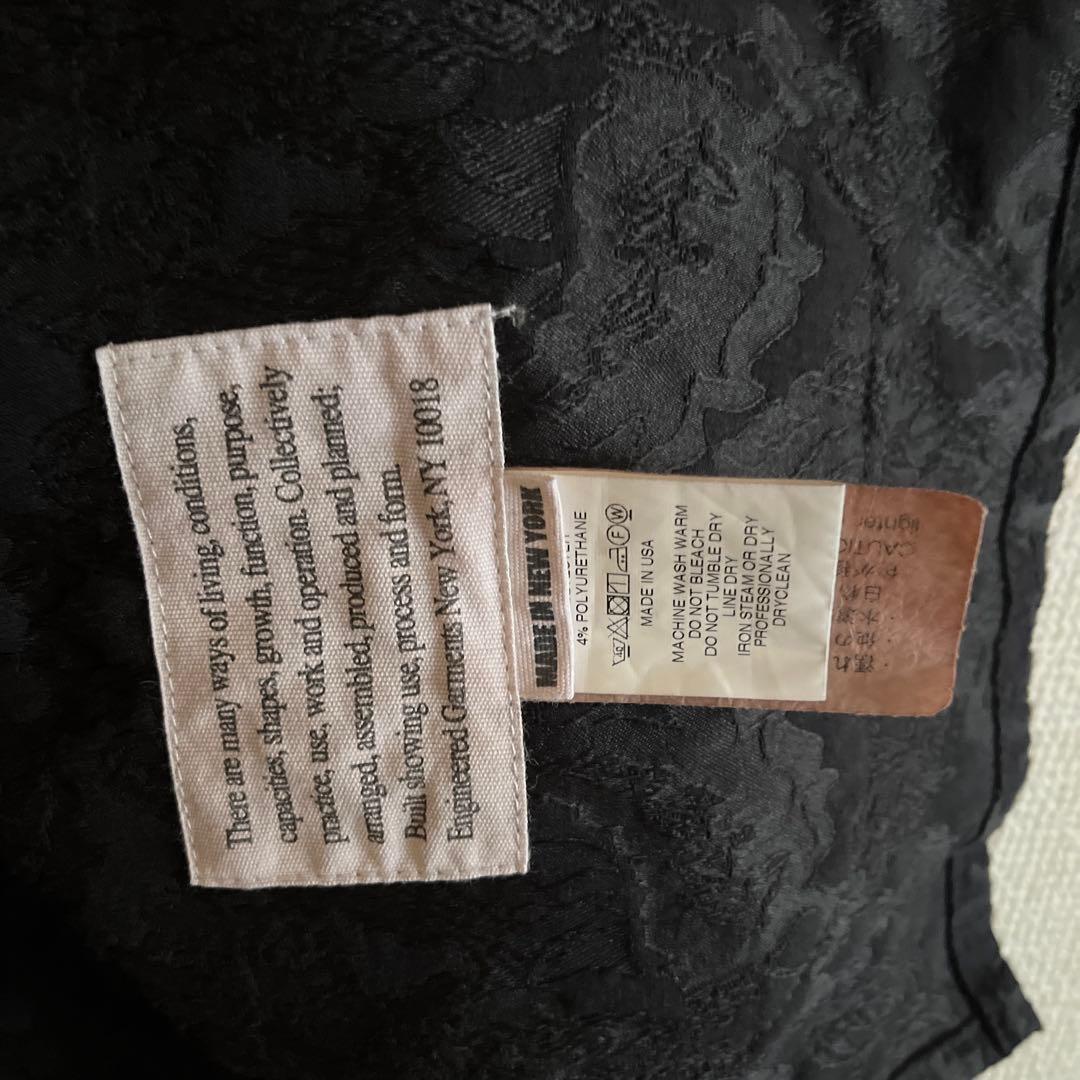 There are many ways of living, conditions,
capacities, shapes, growth, function, purpose,
practice, use, work and operation. Collectively
arranged, assembled, produced and planned;
Built showing use, process and form.
Engineered Garments New York, NY 10018
MADE IN NEW YORK
4% POLYURETHANE
MADE IN USA
MACHINE WASH WARM
DO NOT BLEACH
DO NOT TUMBLE DRY
LINE DRY
IRON STEAM OR DRY
PROFESSIONALLY
DRYCLEAN
lighter
CAUTIO